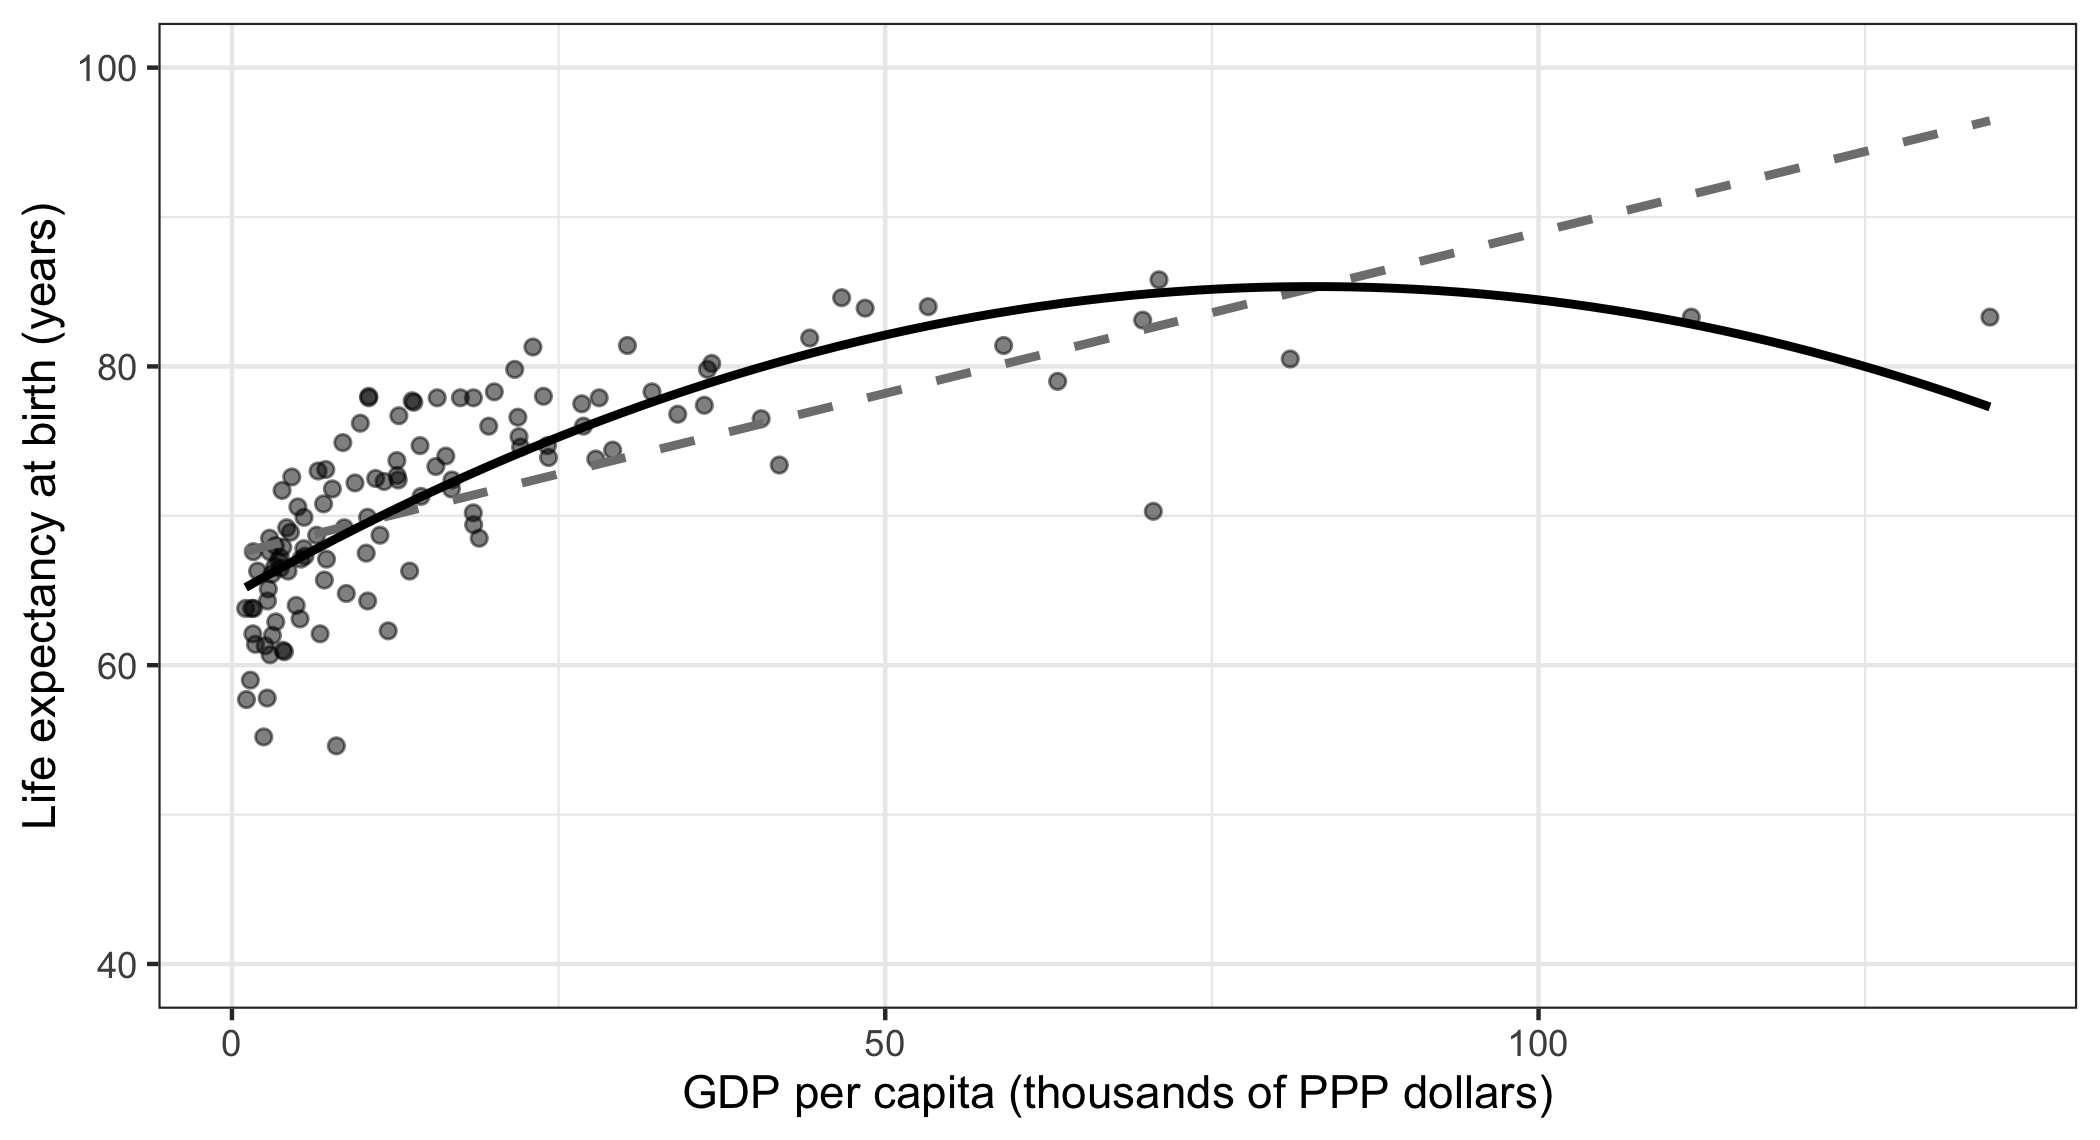 100
80
60
40
Life expectancy at birth (years)
0 50 100
GDP per capita (thousands of PPP dollars)